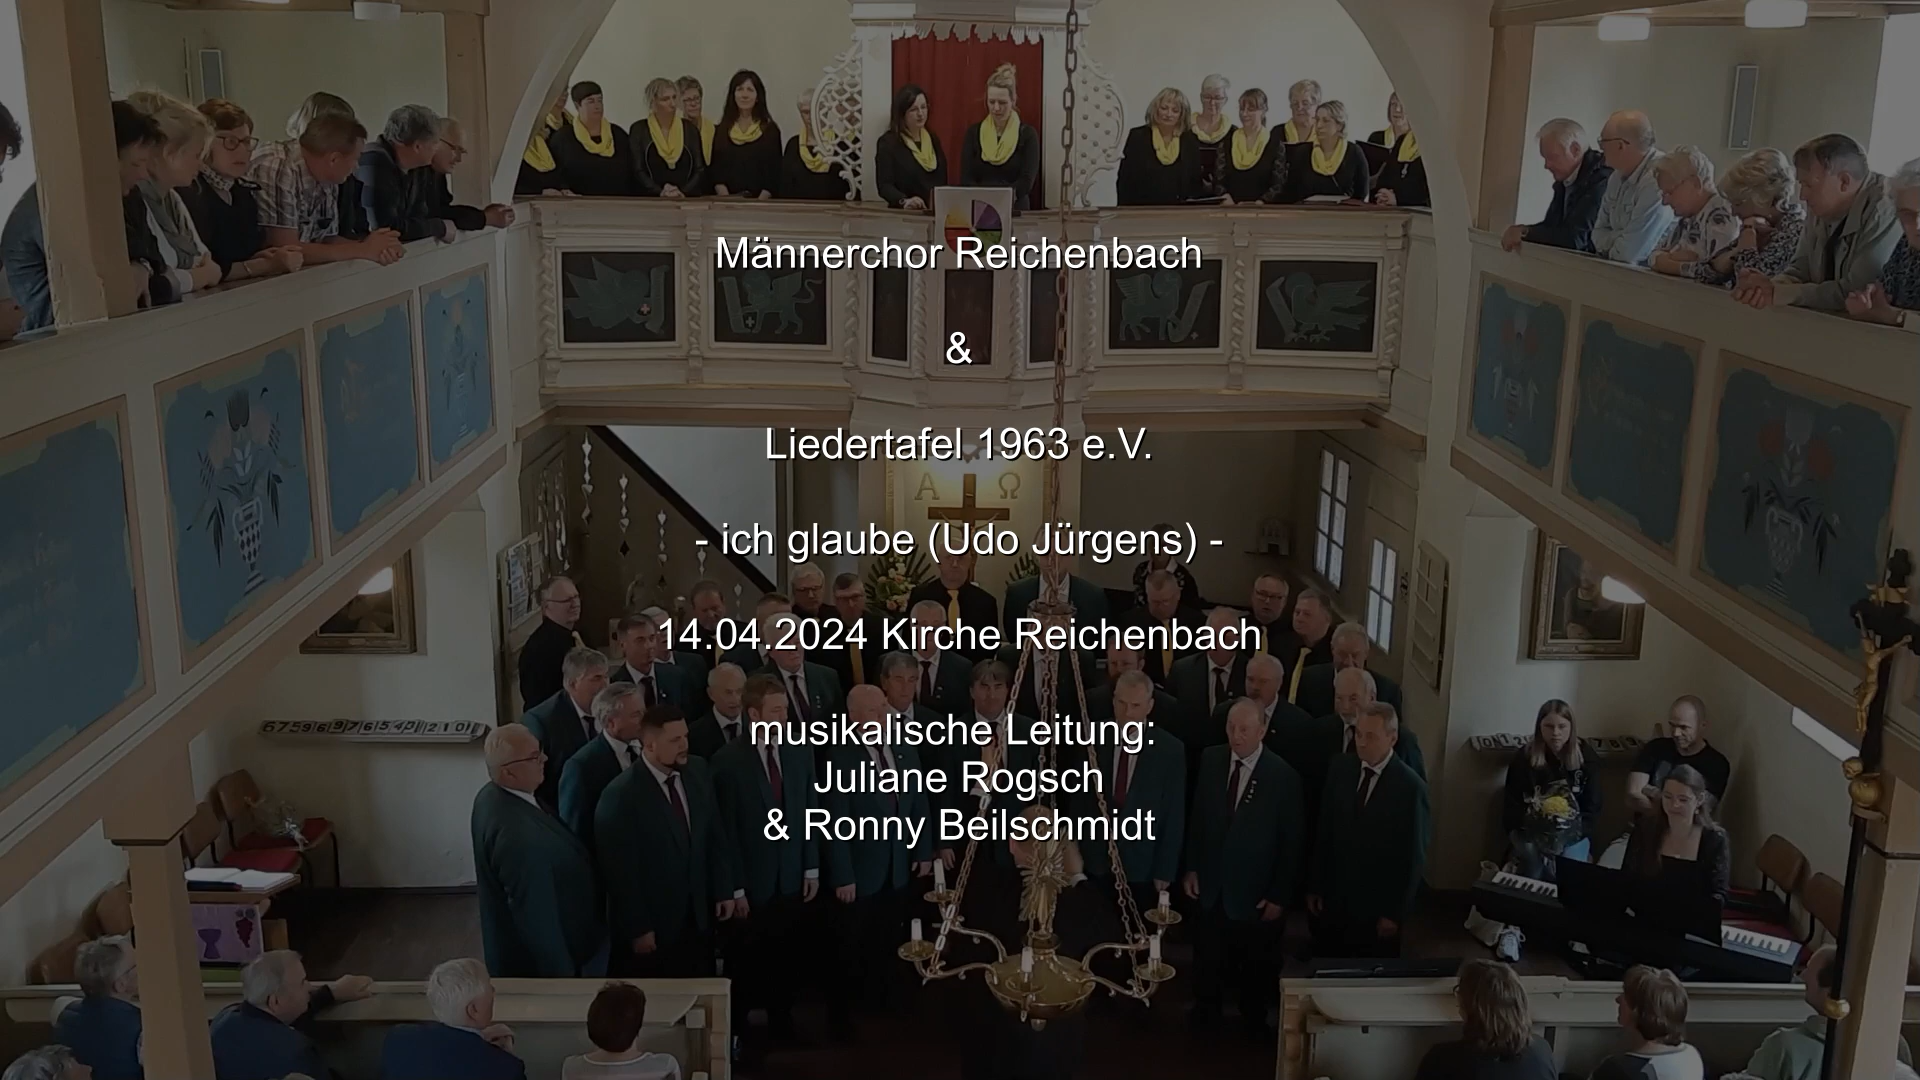 Männerchor Reichenbach
&
Liedertafel 1963 e.V.
Α Ω
- ich glaube (Udo Jürgens) -
14.04.2024 Kirche Reichenbach
musikalische Leitung:
Juliane Rogsch
& Ronny Beilschmidt